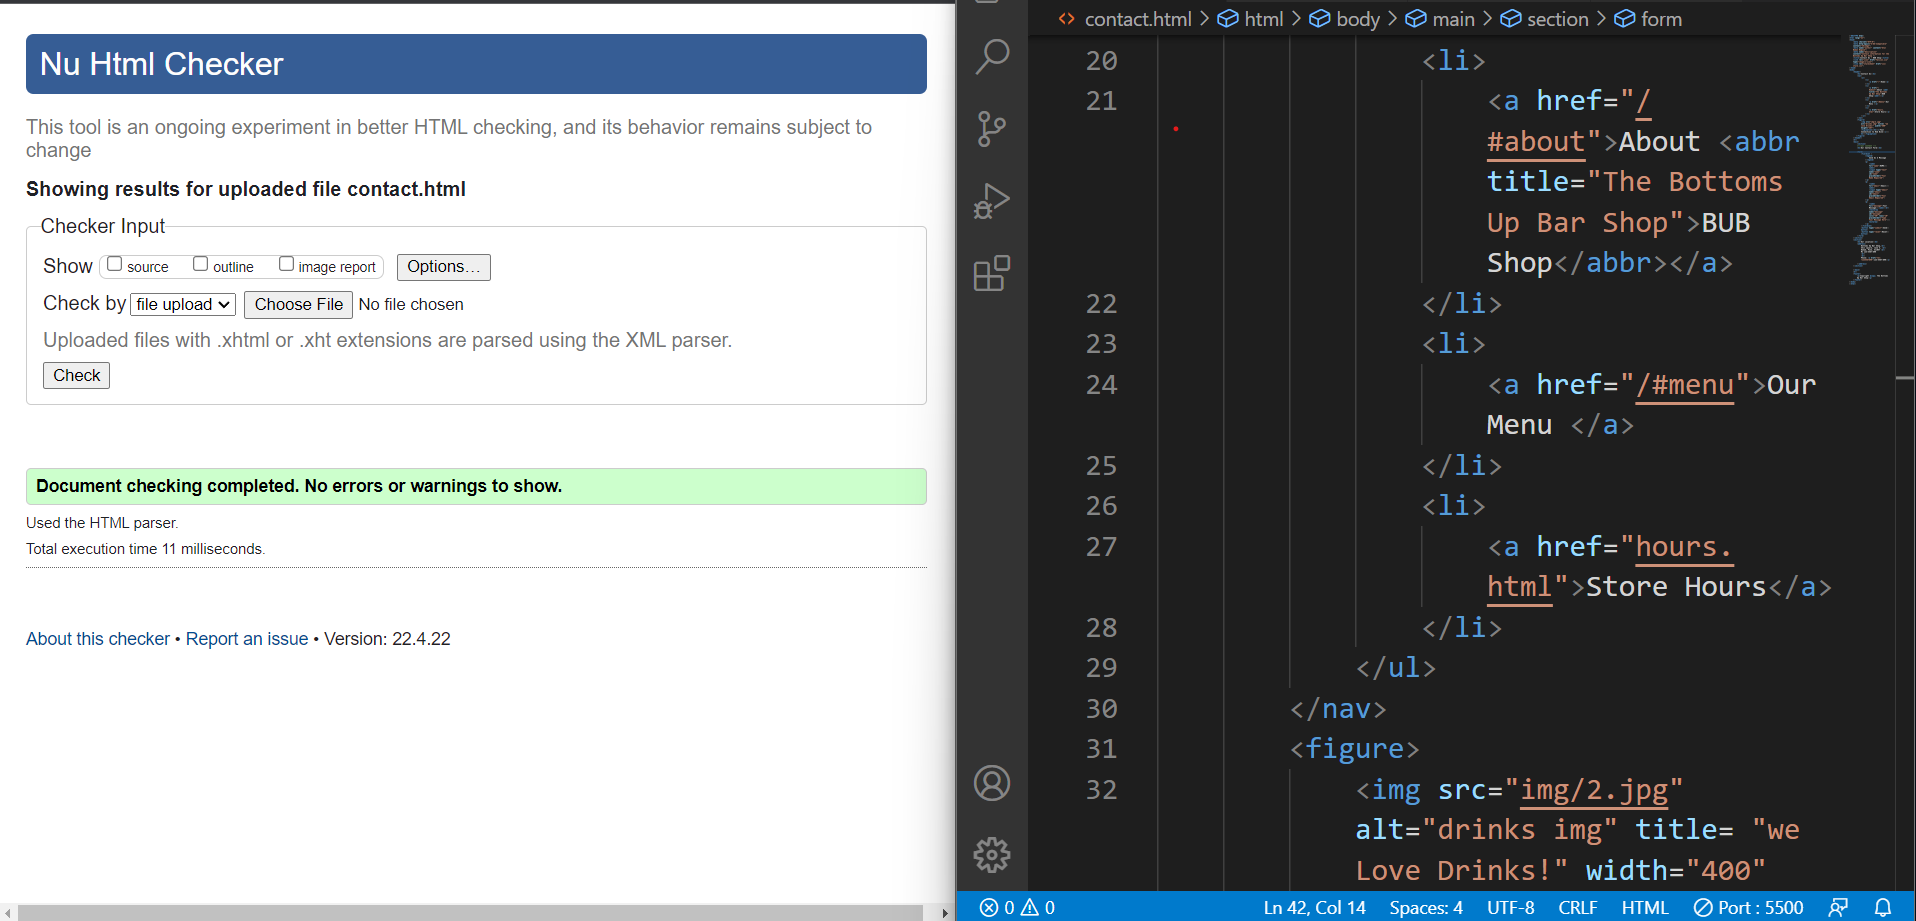 Nu Html Checker
This tool is an ongoing experiment in better HTML checking, and its behavior remains subject to
change
Showing results for uploaded file contact.html
Checker Input
Show source outline image report Options...
Check by file upload Choose File No file chosen
Uploaded files with .xhtml or .xht extensions are parsed using the XML parser.
Check
Document checking completed. No errors or warnings to show.
Used the HTML parser.
Total execution time 11 milliseconds.
About this checker • Report an issue • Version: 22.4.22
contact.html > html > body > main > section > form
20 <li>
21 <a href="/
#about">About <abbr
title="The Bottoms
Up Bar Shop">BUB
Shop</abbr></a>
22 </li>
23 <li>
24 <a href="/#menu">Our
Menu </a>
25 </li>
26 <li>
27 <a href="hours.
html">Store Hours</a>
28 </li>
29 </ul>
30 </nav>
31 <figure>
32 <img src="img/2.jpg"
alt="drinks img" title= "we
Love Drinks!" width="400"
0 0 Ln 42, Col 14 Spaces: 4 UTF-8 CRLF HTML Port : 5500